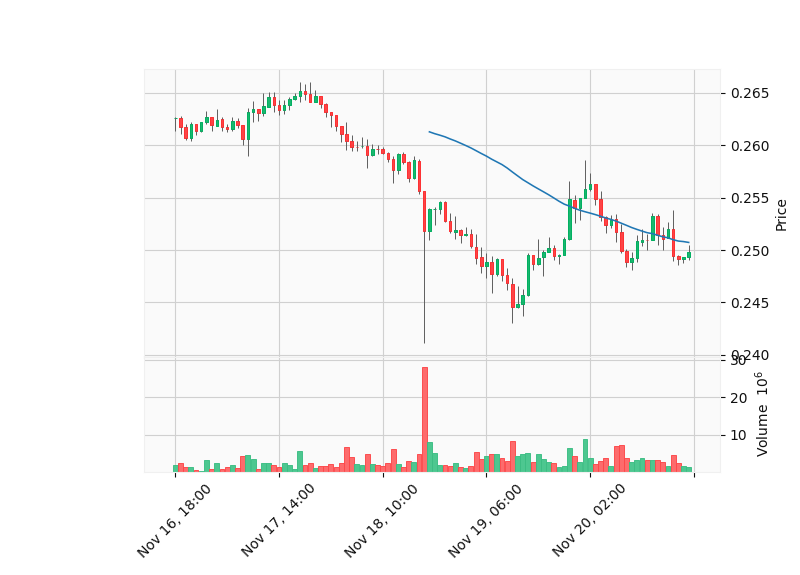 0.265
0.260
0.255
0.250
0.245
0.240
Price
30
20
10
Volume 10^6
Nov 16, 18:00
Nov 17, 14:00
Nov 18, 10:00
Nov 19, 06:00
Nov 20, 02:00